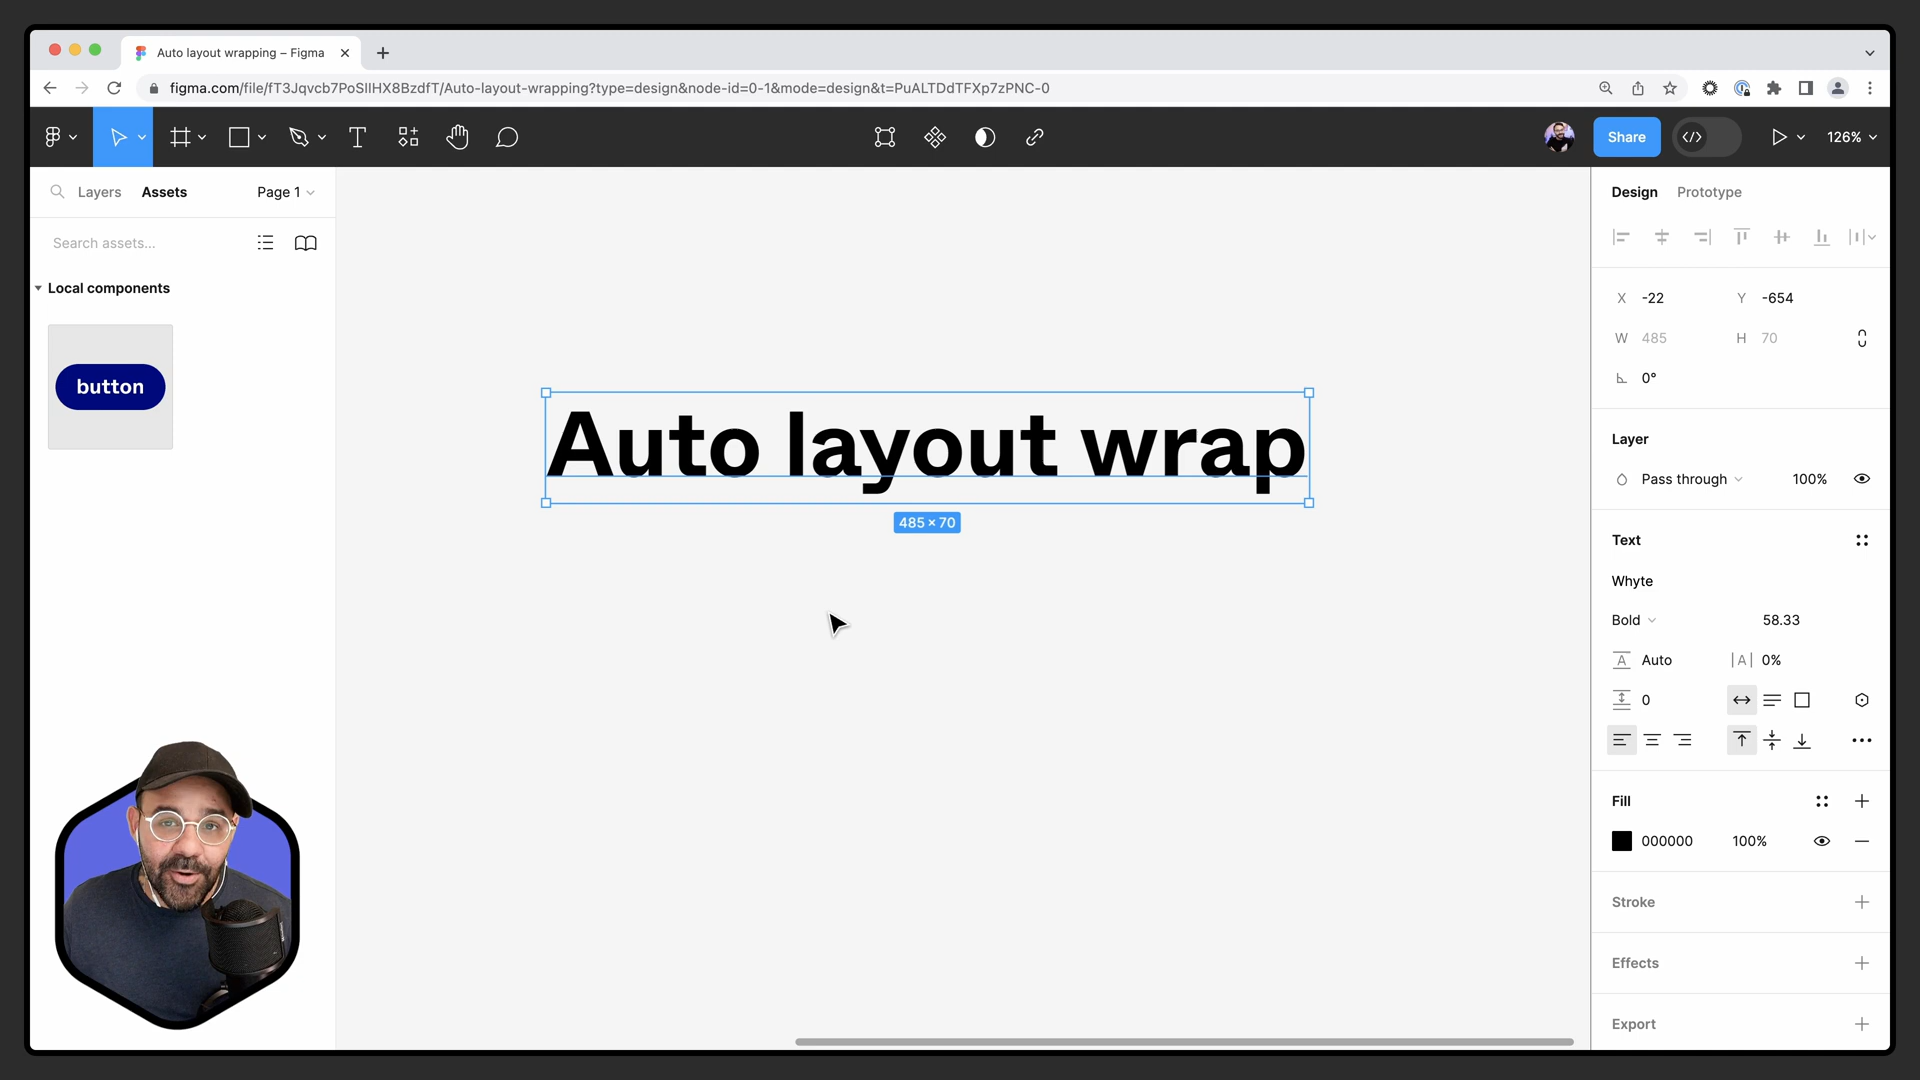 Auto layout wrapping – Figma
figma.com/file/fT3Jqvcb7PoSlIHX8BzdfT/Auto-layout-wrapping?type=design&node-id=0-1&mode=design&t=PuALTDdTFXp7zPNC-0
Share
126%
Layers
Assets
Page 1
Search assets...
Local components
button
Auto layout wrap
485 × 70
Design
Prototype
X -22
Y -654
W 485
H 70
0°
Layer
Pass through
100%
Text
Whyte
Bold
58.33
A Auto
|A| 0%
0
Fill
000000
100%
Stroke
Effects
Export